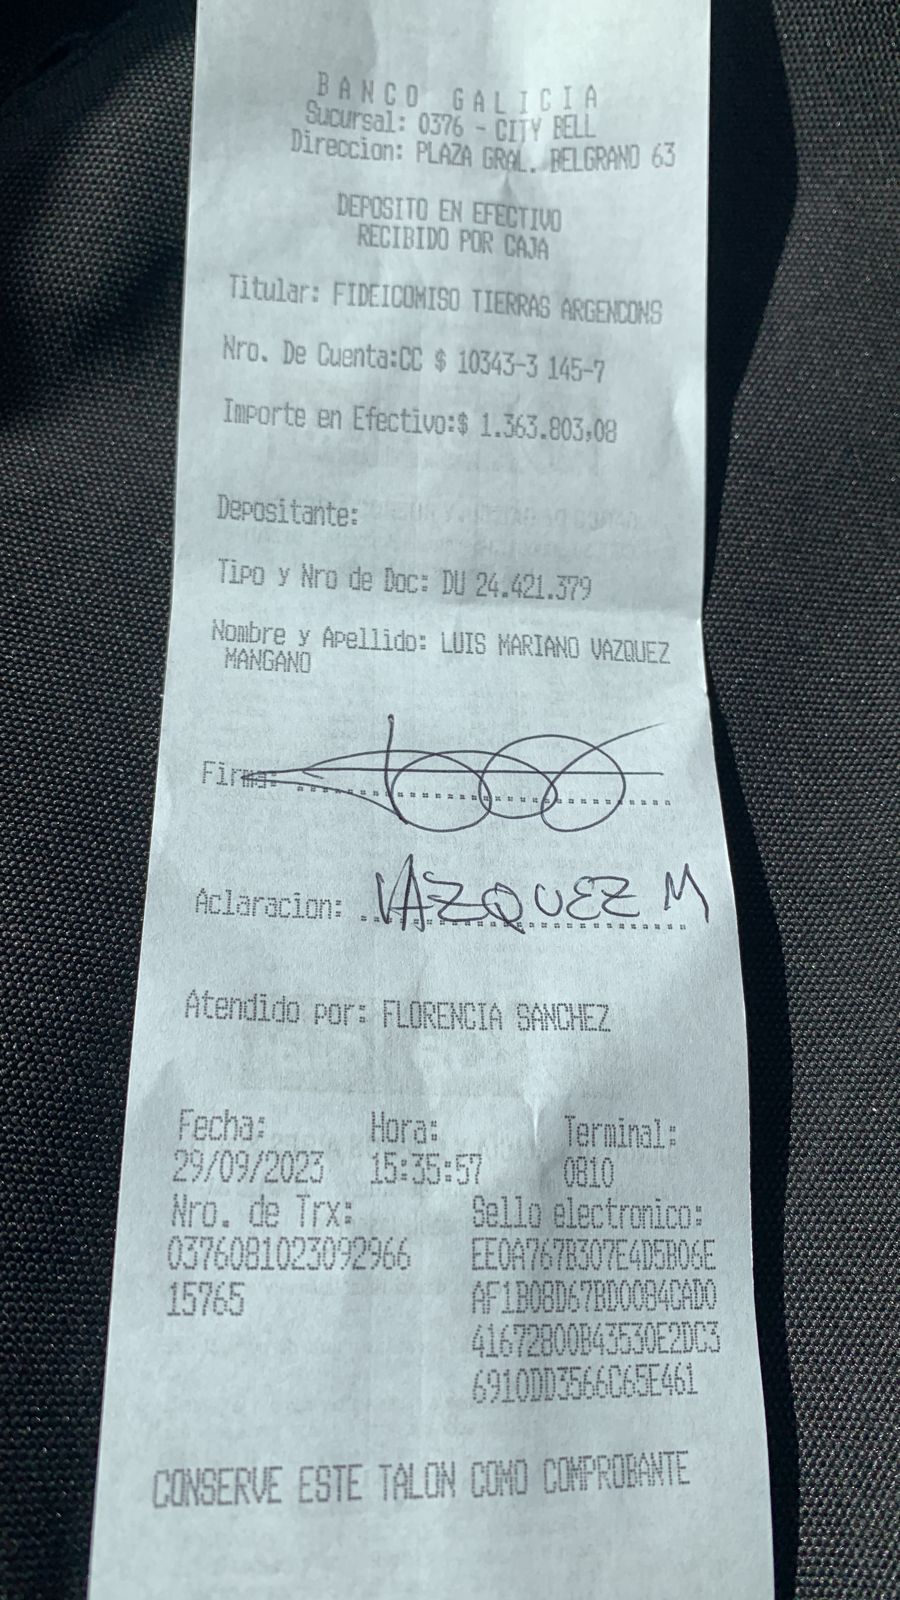 BANCO GALICIA
Sucursal: 0376 - CITY BELL
Direccion: PLAZA GRAL. BELGRANO 63
DEPOSITO EN EFECTIVO
RECIBIDO POR CAJA
Titular: FIDEICOMISO TIERRAS ARGENCONS
Nro. De Cuenta:CC $ 10343-3 145-7
Importe en Efectivo:$ 1.363.803,08
Depositante:
Tipo y Nro de Doc: DU 24.421.379
Nombre y Apellido: LUIS MARIANO VAZQUEZ
MANGANO
Firma:
Aclaracion: VAZQUEZ M
Atendido por: FLORENCIA SANCHEZ
Fecha: Hora: Terminal:
29/09/2023 15:35:57 0810
Nro. de Trx: Sello electronico:
0376081023092966 EE0A767B307E4D5B06E
15765 AF1B08D67BD0084CAD0
41672800B43530E2DC3
6910DD3566C65E461
CONSERVE ESTE TALON COMO COMPROBANTE